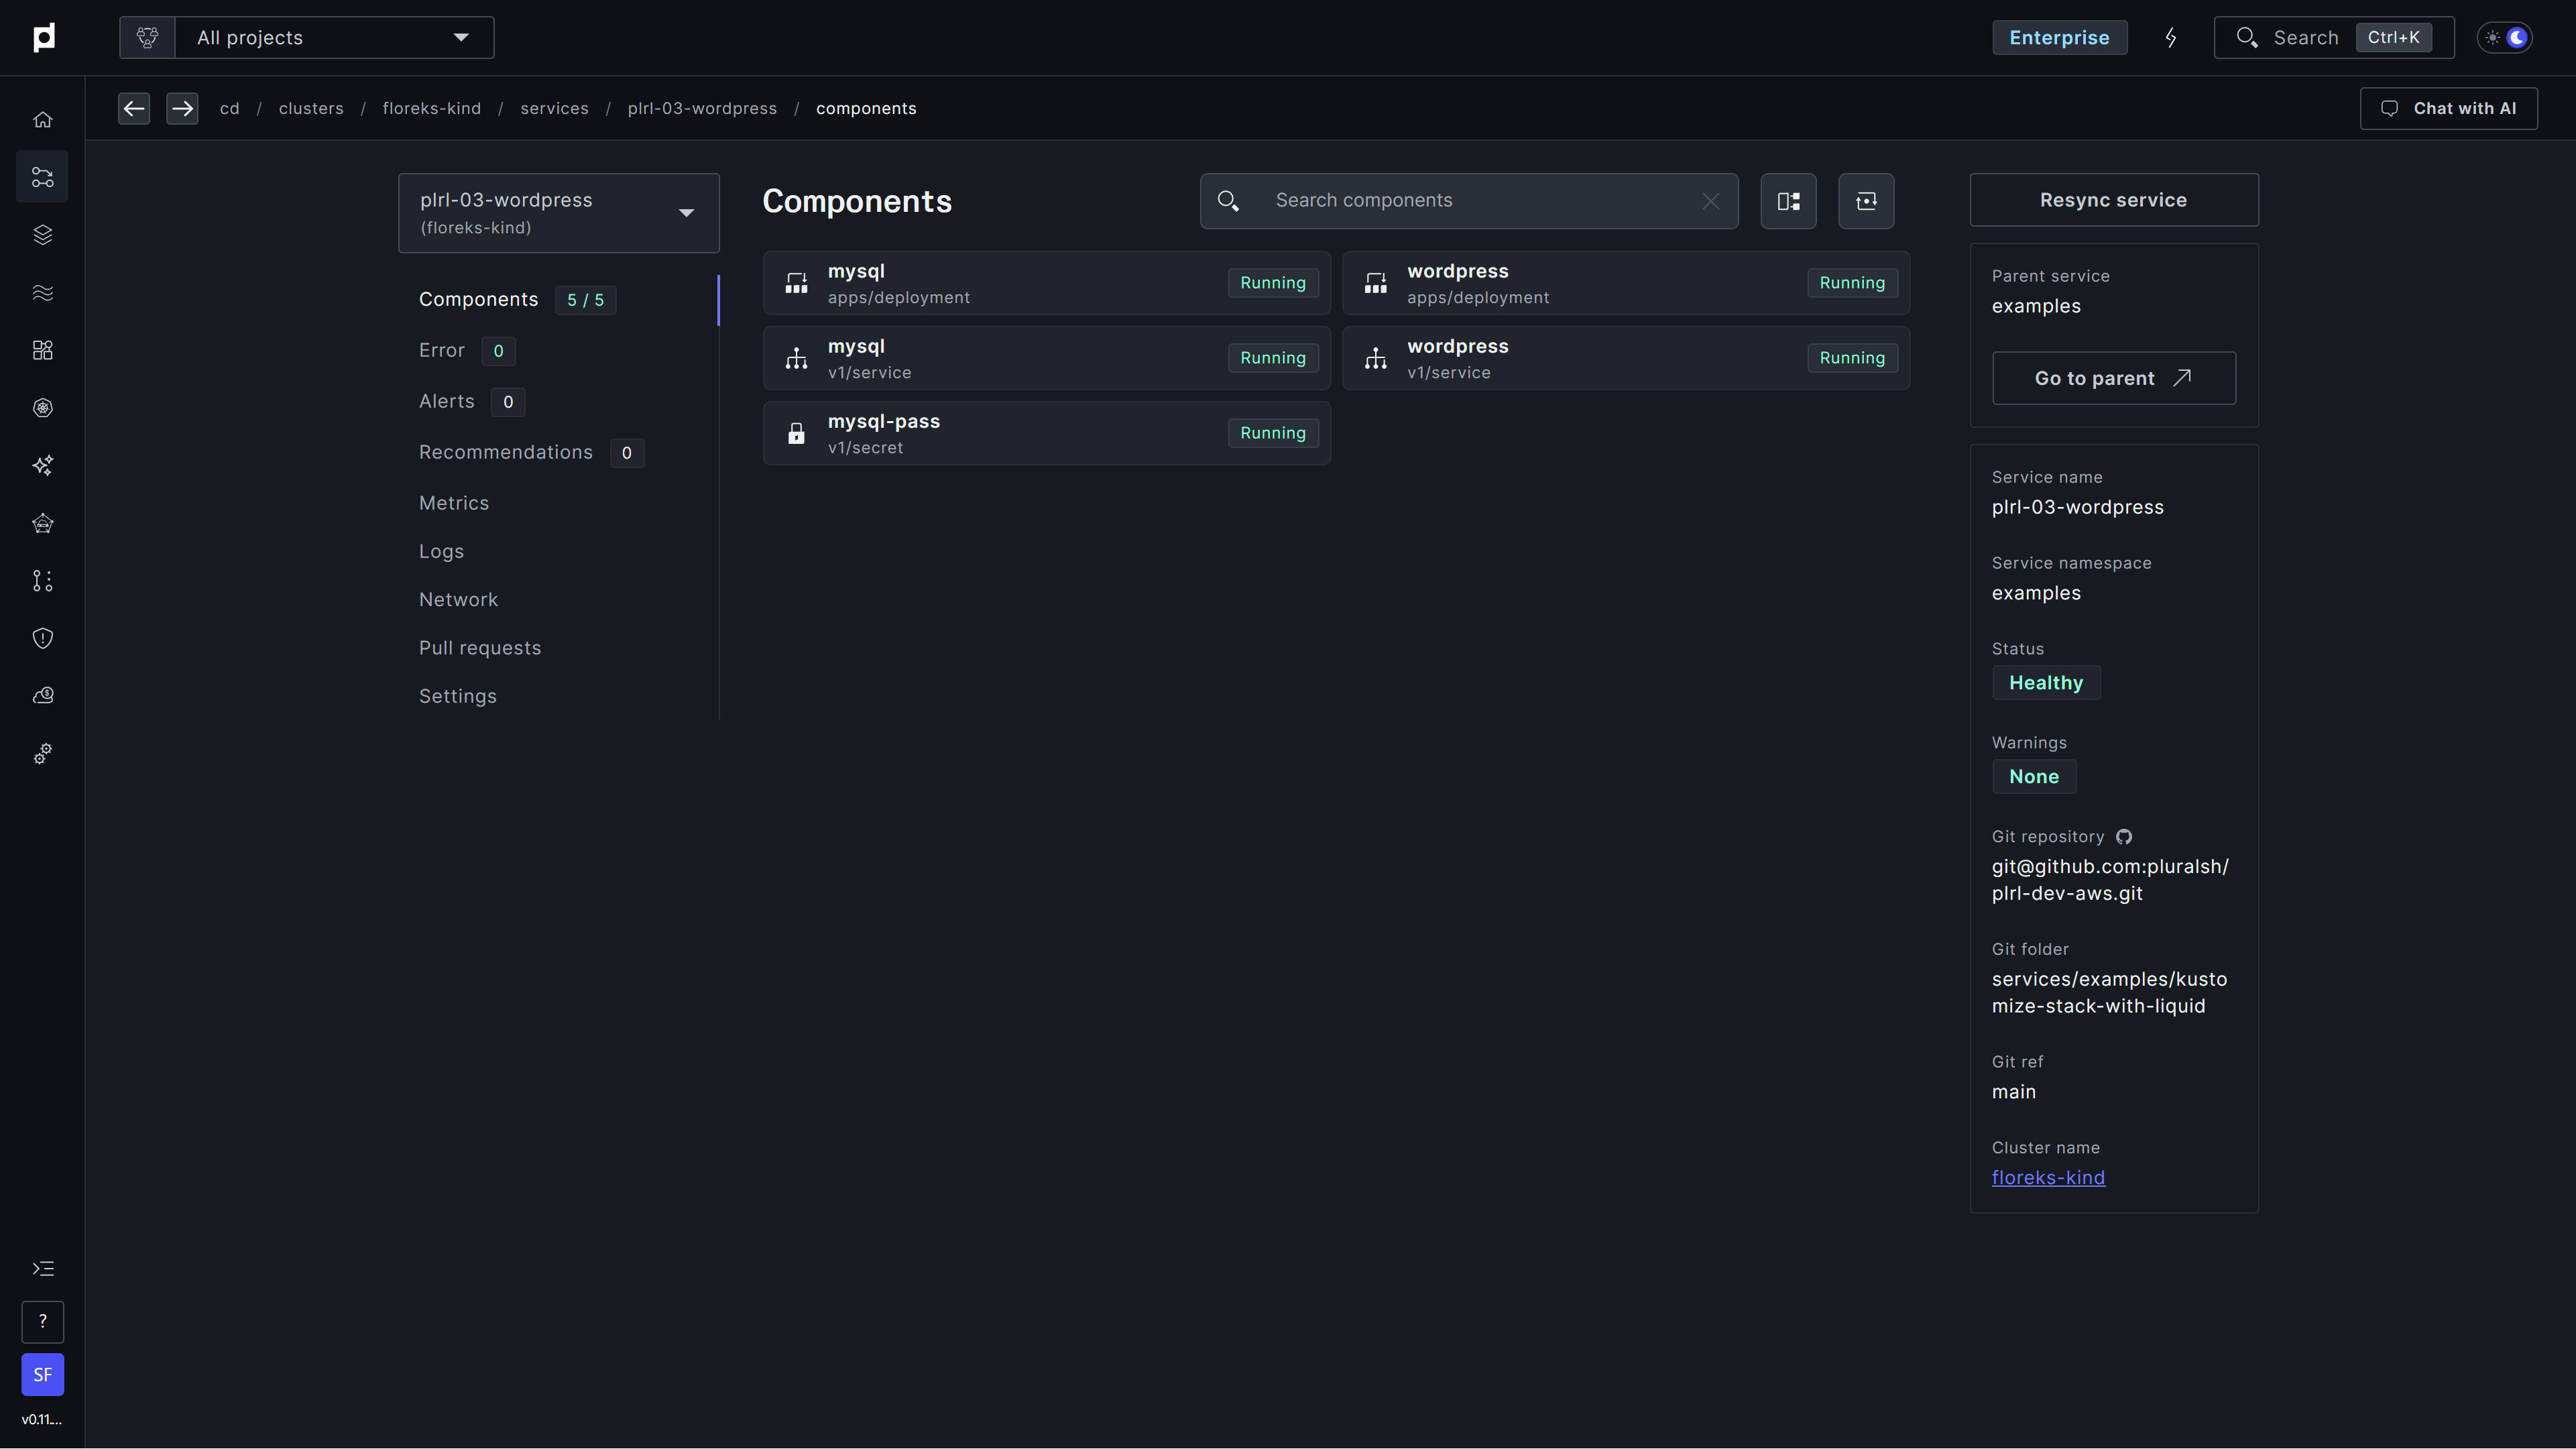 All projects
Enterprise
Search
Ctrl+K
cd / clusters / floreks-kind / services / plrl-03-wordpress / components
Chat with AI
plrl-03-wordpress
(floreks-kind)
Components 5 / 5
Error 0
Alerts 0
Recommendations 0
Metrics
Logs
Network
Pull requests
Settings
Components
Search components
mysql
apps/deployment
Running
wordpress
apps/deployment
Running
mysql
v1/service
Running
wordpress
v1/service
Running
mysql-pass
v1/secret
Running
Resync service
Parent service
examples
Go to parent
Service name
plrl-03-wordpress
Service namespace
examples
Status
Healthy
Warnings
None
Git repository
git@github.com:pluralsh/
plrl-dev-aws.git
Git folder
services/examples/kusto
mize-stack-with-liquid
Git ref
main
Cluster name
floreks-kind
?
SF
v0.11....